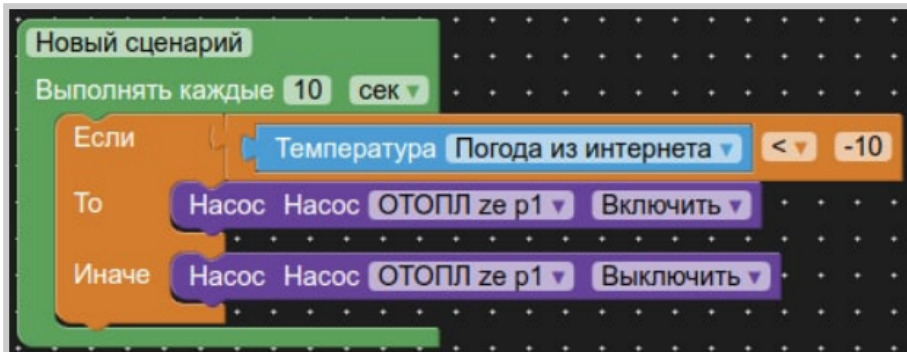 Новый сценарий
Выполнять каждые 10 сек
Если Температура Погода из интернета < -10
То Насос Насос ОТОПЛ ze p1 Включить
Иначе Насос Насос ОТОПЛ ze p1 Выключить